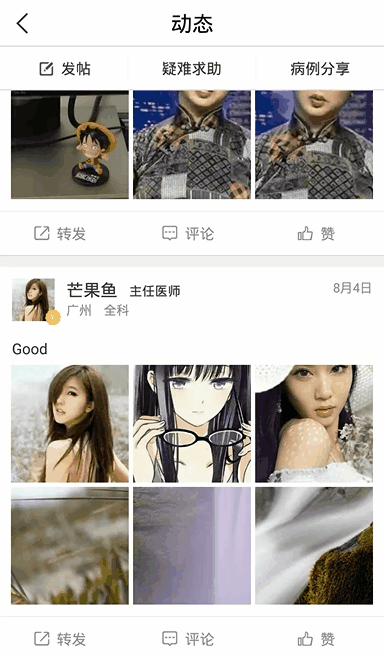 动态
发帖 疑难求助 病例分享
转发 评论 赞
芒果鱼 主任医师 8月4日
广州 全科
Good
转发 评论 赞